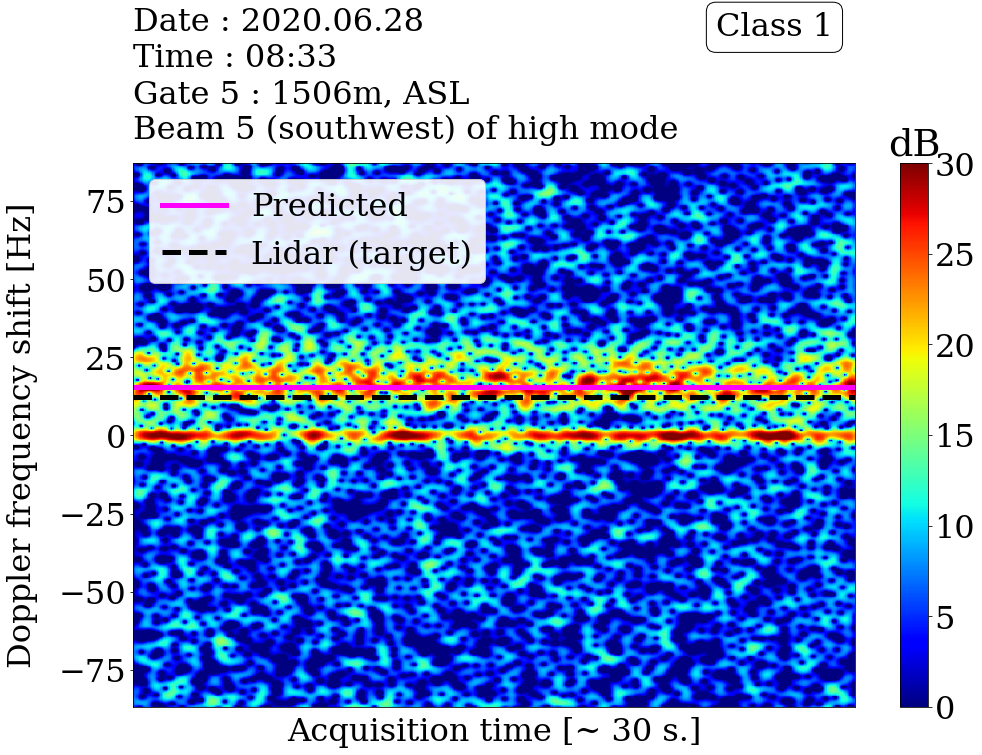 Date : 2020.06.28
Time : 08:33
Gate 5 : 1506m, ASL
Beam 5 (southwest) of high mode
Class 1
dB
Predicted
Lidar (target)
Doppler frequency shift [Hz]
75
50
25
0
−25
−50
−75
30
25
20
15
10
5
0
Acquisition time [~ 30 s.]